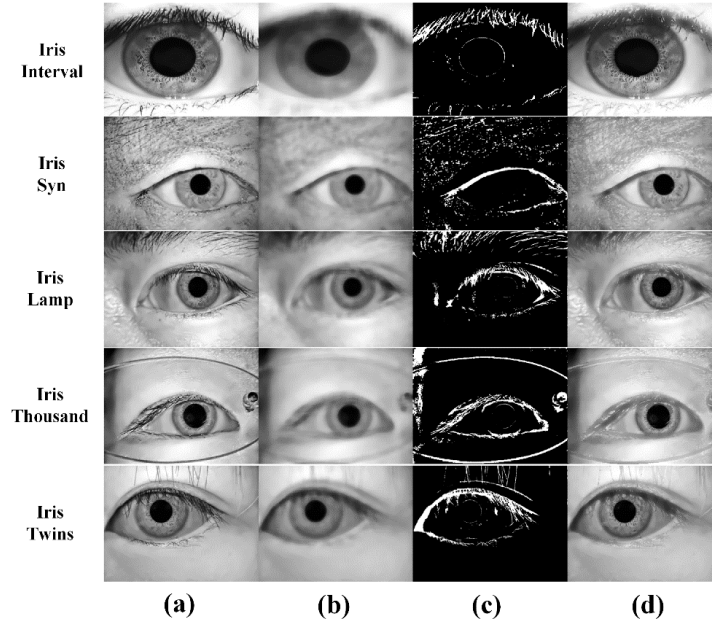 Iris
Interval
Iris
Syn
Iris
Lamp
Iris
Thousand
Iris
Twins
(a) (b) (c) (d)